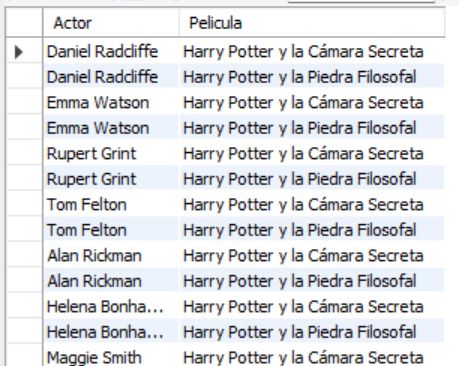 Actor Pelicula
Daniel Radcliffe Harry Potter y la Cámara Secreta
Daniel Radcliffe Harry Potter y la Piedra Filosofal
Emma Watson Harry Potter y la Cámara Secreta
Emma Watson Harry Potter y la Piedra Filosofal
Rupert Grint Harry Potter y la Cámara Secreta
Rupert Grint Harry Potter y la Piedra Filosofal
Tom Felton Harry Potter y la Cámara Secreta
Tom Felton Harry Potter y la Piedra Filosofal
Alan Rickman Harry Potter y la Cámara Secreta
Alan Rickman Harry Potter y la Piedra Filosofal
Helena Bonha... Harry Potter y la Cámara Secreta
Helena Bonha... Harry Potter y la Piedra Filosofal
Maggie Smith Harry Potter y la Cámara Secreta